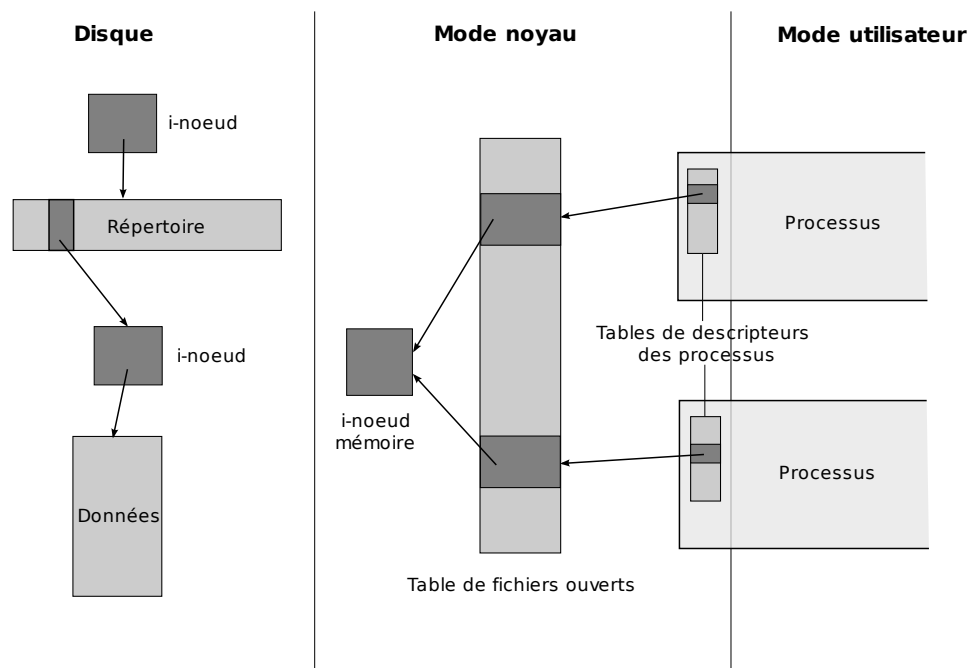 Disque
Mode noyau
Mode utilisateur
i-noeud
Répertoire
Processus
Tables de descripteurs
des processus
i-noeud
i-noeud
mémoire
Processus
Données
Table de fichiers ouverts